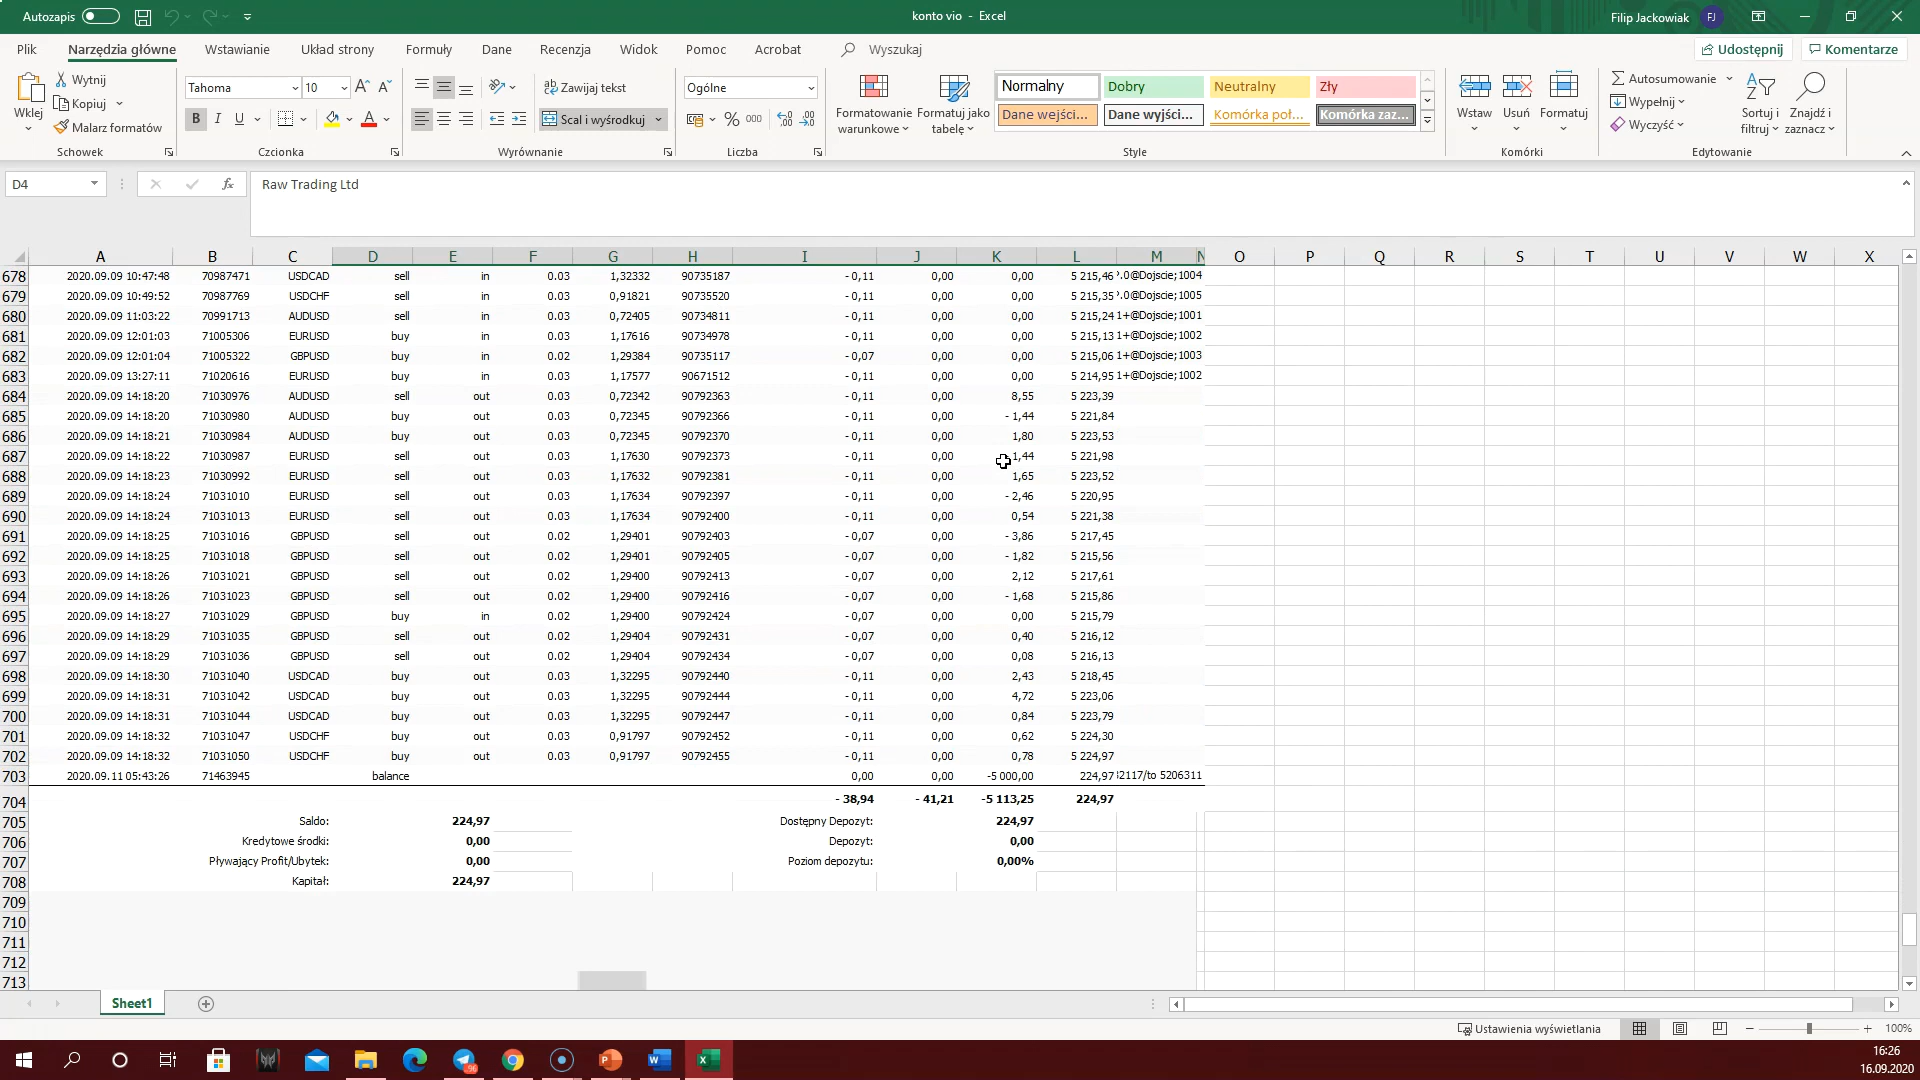 Autozapis
konto vio - Excel
Filip Jackowiak FJ
Plik Narzędzia główne Wstawianie Układ strony Formuły Dane Recenzja Widok Pomoc Acrobat Wyszukaj Udostępnij Komentarze
Wklej
Wytnij
Kopiuj
Malarz formatów
Schowek
Tahoma 10
B I U
Czcionka
Zawijaj tekst
Scal i wyśrodkuj
Wyrównanie
Ogólne
% 000
Liczba
Formatowanie warunkowe
Formatuj jako tabelę
Normalny Dobry Neutralny Zły
Dane wejści... Dane wyjści... Komórka poł... Komórka zaz...
Style
Wstaw Usuń Formatuj
Komórki
Autosumowanie
Wypełnij
Wyczyść
Sortuj i filtruj
Znajdź i zaznacz
Edytowanie
D4 fx Raw Trading Ltd
A B C D E F G H I J K L M N O P Q R S T U V W X
678 2020.09.09 10:47:48 70987471 USDCAD sell in 0.03 1,32332 90735187 - 0,11 0,00 0,00 5 215,46 .0@Dojscie;1004
679 2020.09.09 10:49:52 70987769 USDCHF sell in 0.03 0,91821 90735520 - 0,11 0,00 0,00 5 215,35 .0@Dojscie;1005
680 2020.09.09 11:03:22 70991713 AUDUSD sell in 0.03 0,72405 90734811 - 0,11 0,00 0,00 5 215,24 1+@Dojscie;1001
681 2020.09.09 12:01:03 71005306 EURUSD buy in 0.03 1,17616 90734978 - 0,11 0,00 0,00 5 215,13 1+@Dojscie;1002
682 2020.09.09 12:01:04 71005322 GBPUSD buy in 0.02 1,29384 90735117 - 0,07 0,00 0,00 5 215,06 1+@Dojscie;1003
683 2020.09.09 13:27:11 71020616 EURUSD buy in 0.03 1,17577 90671512 - 0,11 0,00 0,00 5 214,95 1+@Dojscie;1002
684 2020.09.09 14:18:20 71030976 AUDUSD sell out 0.03 0,72342 90792363 - 0,11 0,00 8,55 5 223,39
685 2020.09.09 14:18:20 71030980 AUDUSD buy out 0.03 0,72345 90792366 - 0,11 0,00 - 1,44 5 221,84
686 2020.09.09 14:18:21 71030984 AUDUSD buy out 0.03 0,72345 90792370 - 0,11 0,00 1,80 5 223,53
687 2020.09.09 14:18:22 71030987 EURUSD sell out 0.03 1,17630 90792373 - 0,11 0,00 1,44 5 221,98
688 2020.09.09 14:18:23 71030992 EURUSD sell out 0.03 1,17632 90792381 - 0,11 0,00 1,65 5 223,52
689 2020.09.09 14:18:24 71031010 EURUSD sell out 0.03 1,17634 90792397 - 0,11 0,00 - 2,46 5 220,95
690 2020.09.09 14:18:24 71031013 EURUSD sell out 0.03 1,17634 90792400 - 0,11 0,00 0,54 5 221,38
691 2020.09.09 14:18:25 71031016 GBPUSD sell out 0.02 1,29401 90792403 - 0,07 0,00 - 3,86 5 217,45
692 2020.09.09 14:18:25 71031018 GBPUSD sell out 0.02 1,29401 90792405 - 0,07 0,00 - 1,82 5 215,56
693 2020.09.09 14:18:26 71031021 GBPUSD sell out 0.02 1,29400 90792413 - 0,07 0,00 2,12 5 217,61
694 2020.09.09 14:18:26 71031023 GBPUSD sell out 0.02 1,29400 90792416 - 0,07 0,00 - 1,68 5 215,86
695 2020.09.09 14:18:27 71031029 GBPUSD buy in 0.02 1,29400 90792424 - 0,07 0,00 0,00 5 215,79
696 2020.09.09 14:18:29 71031035 GBPUSD sell out 0.02 1,29404 90792431 - 0,07 0,00 0,40 5 216,12
697 2020.09.09 14:18:29 71031036 GBPUSD sell out 0.02 1,29404 90792434 - 0,07 0,00 0,08 5 216,13
698 2020.09.09 14:18:30 71031040 USDCAD buy out 0.03 1,32295 90792440 - 0,11 0,00 2,43 5 218,45
699 2020.09.09 14:18:31 71031042 USDCAD buy out 0.03 1,32295 90792444 - 0,11 0,00 4,72 5 223,06
700 2020.09.09 14:18:31 71031044 USDCAD buy out 0.03 1,32295 90792447 - 0,11 0,00 0,84 5 223,79
701 2020.09.09 14:18:32 71031047 USDCHF buy out 0.03 0,91797 90792452 - 0,11 0,00 0,62 5 224,30
702 2020.09.09 14:18:32 71031050 USDCHF buy out 0.03 0,91797 90792455 - 0,11 0,00 0,78 5 224,97
703 2020.09.11 05:43:26 71463945 balance 0,00 0,00 -5 000,00 224,97 32117/to 5206311
704 - 38,94 - 41,21 -5 113,25 224,97
705 Saldo: 224,97 Dostępny Depozyt: 224,97
706 Kredytowe środki: 0,00 Depozyt: 0,00
707 Pływający Profit/Ubytek: 0,00 Poziom depozytu: 0,00%
708 Kapitał: 224,97
709
710
711
712
713
Sheet1
Ustawienia wyświetlania 100%
16:26
16.09.2020